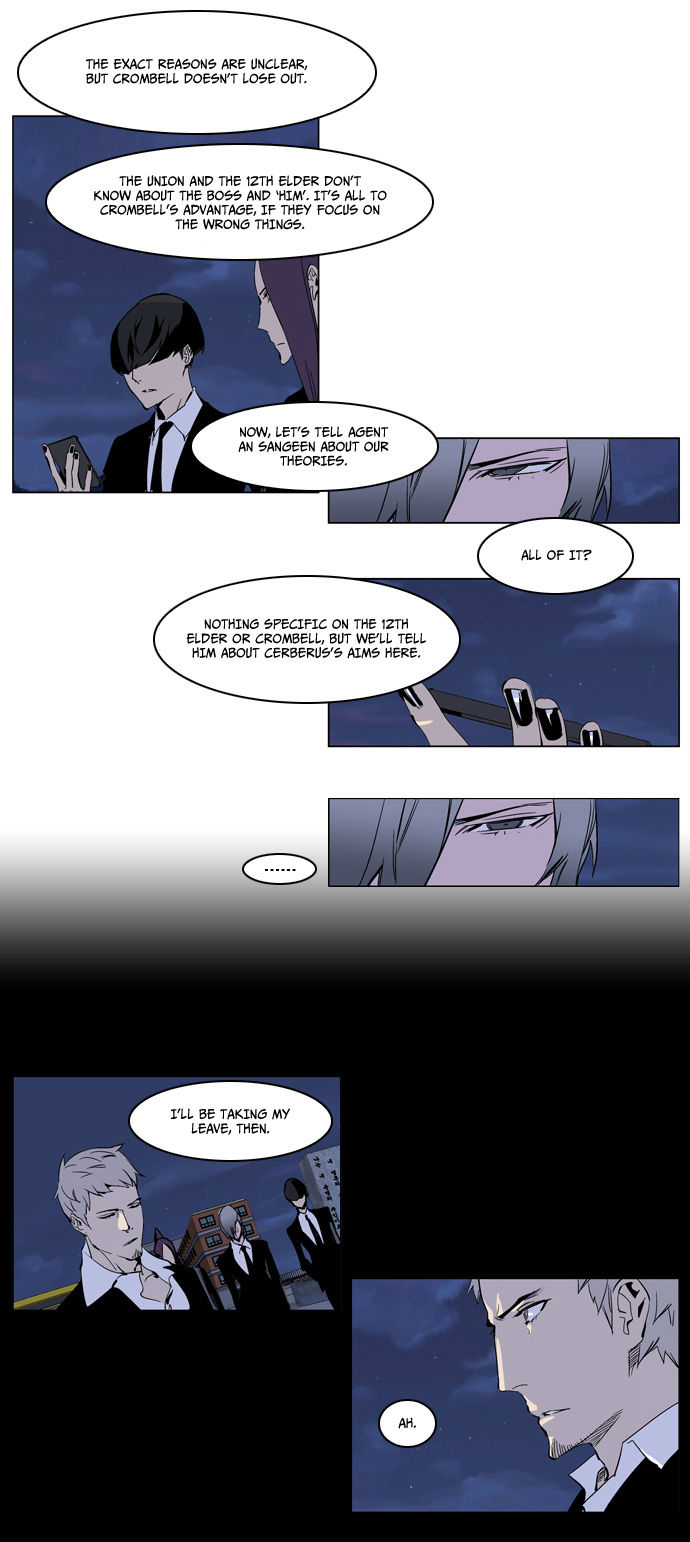 THE EXACT REASONS ARE UNCLEAR,
BUT CROMBELL DOESN'T LOSE OUT.
THE UNION AND THE 12TH ELDER DON'T
KNOW ABOUT THE BOSS AND 'HIM'. IT'S ALL TO
CROMBELL'S ADVANTAGE, IF THEY FOCUS ON
THE WRONG THINGS.
NOW, LET'S TELL AGENT
AN SANGEEN ABOUT OUR
THEORIES.
ALL OF IT?
NOTHING SPECIFIC ON THE 12TH
ELDER OR CROMBELL, BUT WE'LL TELL
HIM ABOUT CERBERUS'S AIMS HERE.
------
I'LL BE TAKING MY
LEAVE, THEN.
AH.